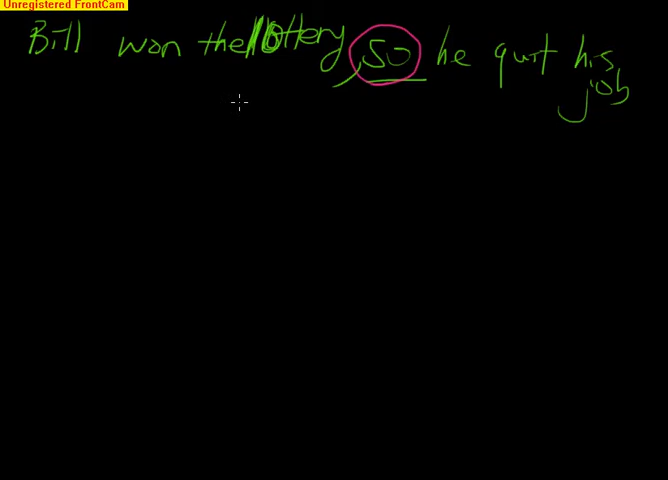 Unregistered FrontCam
Bill won the lottery, so he quit his
job